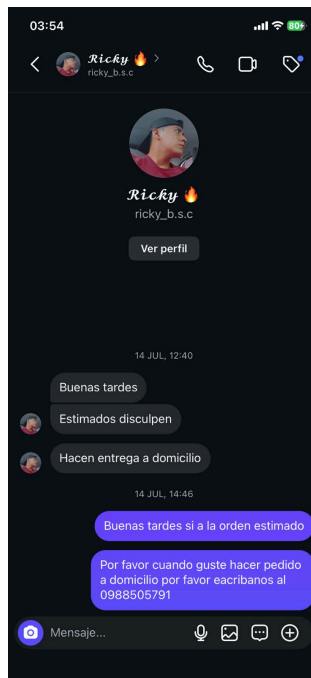 03:54
80
𝓡𝓲𝓬𝓴𝔂 🔥
ricky_b.s.c
𝓡𝓲𝓬𝓴𝔂 🔥
ricky_b.s.c
Ver perfil
14 JUL, 12:40
Buenas tardes
Estimados disculpen
Hacen entrega a domicilio
14 JUL, 14:46
Buenas tardes si a la orden estimado
Por favor cuando guste hacer pedido
a domicilio por favor eacribanos al
0988505791
Mensaje...